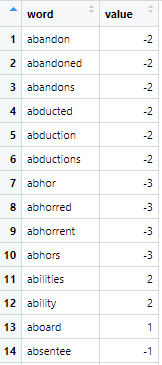 word value
1 abandon -2
2 abandoned -2
3 abandons -2
4 abducted -2
5 abduction -2
6 abductions -2
7 abhor -3
8 abhorred -3
9 abhorrent -3
10 abhors -3
11 abilities 2
12 ability 2
13 aboard 1
14 absentee -1